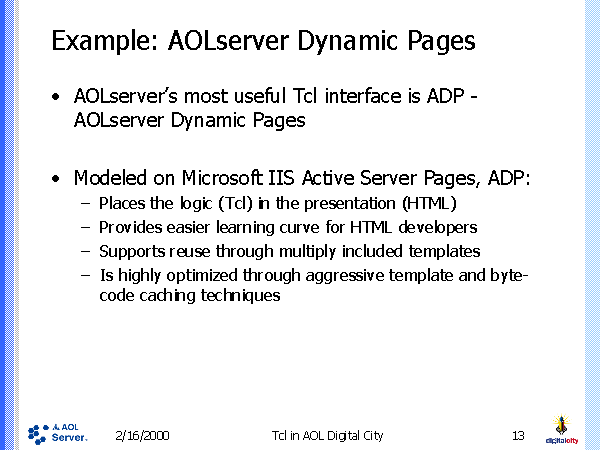 Example: AOLserver Dynamic Pages
• AOLserver's most useful Tcl interface is ADP -
AOLserver Dynamic Pages
• Modeled on Microsoft IIS Active Server Pages, ADP:
– Places the logic (Tcl) in the presentation (HTML)
– Provides easier learning curve for HTML developers
– Supports reuse through multiply included templates
– Is highly optimized through aggressive template and byte-
code caching techniques
AOL
Server.
2/16/2000
Tcl in AOL Digital City
13
digitalcity